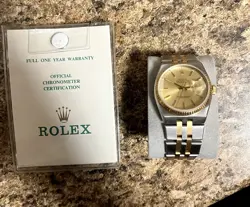 FULL ONE YEAR WARRANTY
OFFICIAL
CHRONOMETER
CERTIFICATION
ROLEX